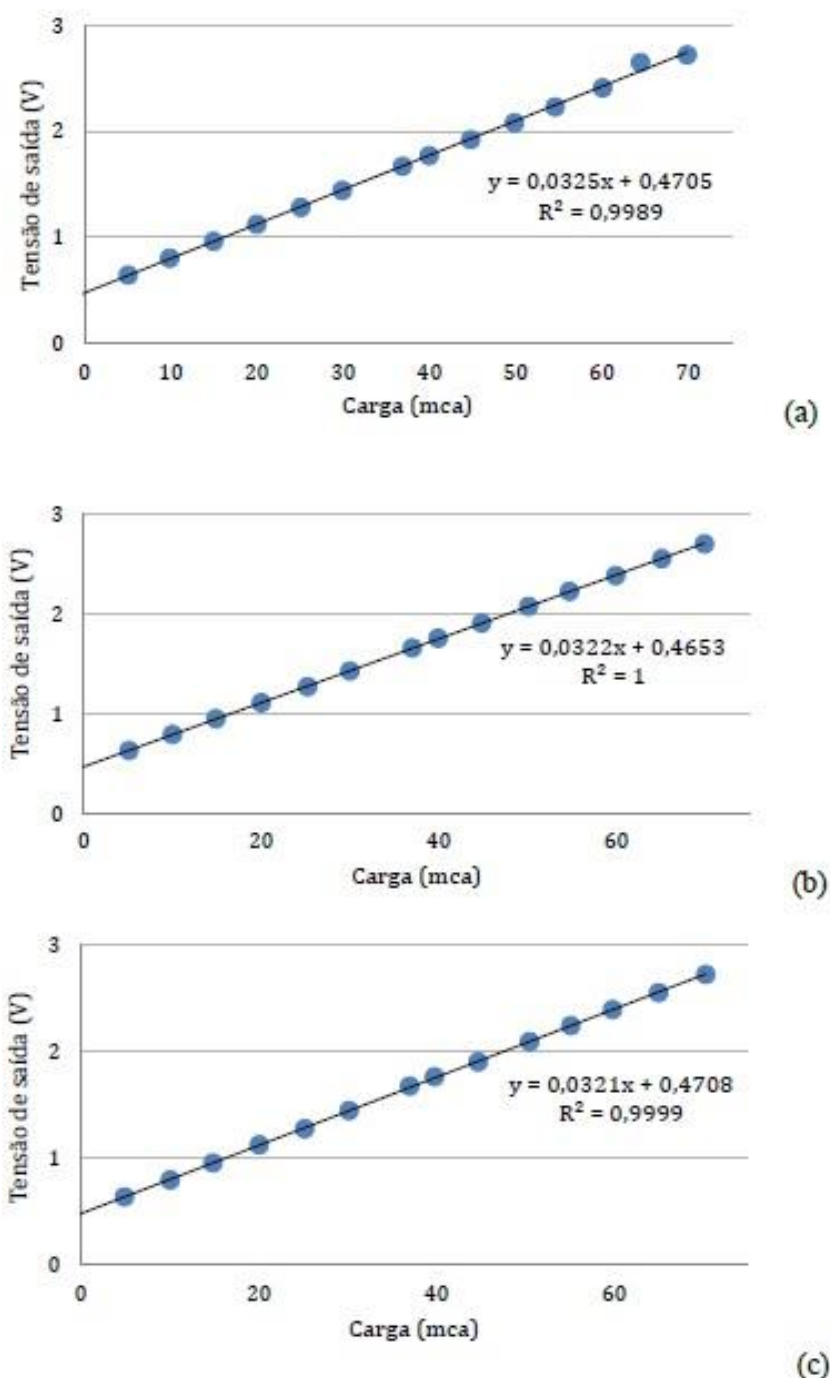 3
2
1
0
Tensão de saída (V)
y = 0,0325x + 0,4705
R² = 0,9989
0 10 20 30 40 50 60 70
Carga (mca)
(a)
3
2
1
0
Tensão de saída (V)
y = 0,0322x + 0,4653
R² = 1
0 20 40 60
Carga (mca)
(b)
3
2
1
0
Tensão de saída (V)
y = 0,0321x + 0,4708
R² = 0,9999
0 20 40 60
Carga (mca)
(c)